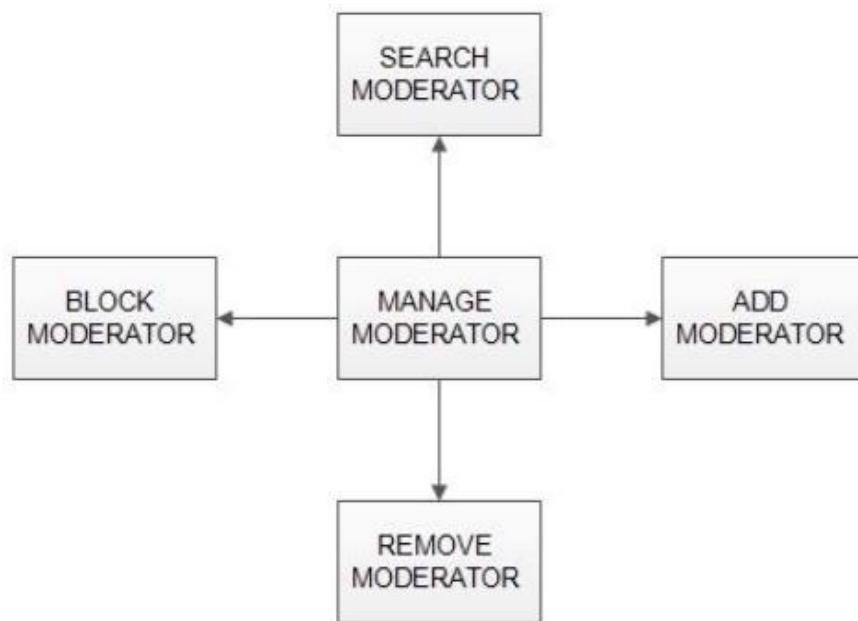 SEARCH
MODERATOR
BLOCK
MODERATOR
MANAGE
MODERATOR
ADD
MODERATOR
REMOVE
MODERATOR